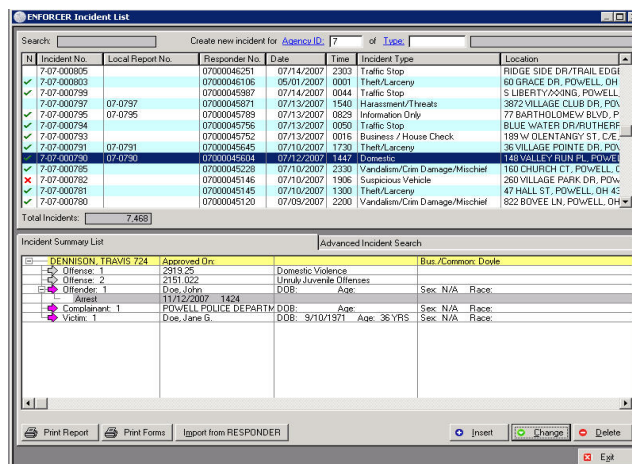 ENFORCER Incident List
Search: Create new incident for Agency ID: 7 of Type:
N Incident No. Local Report No. Responder No. Date Time Incident Type Location
7-07-000805 07000046251 07/14/2007 2303 Traffic Stop RIDGE SIDE DR/TRAIL EDGE
7-07-000803 07000046106 05/01/2007 0001 Theft/Larceny 60 GRACE DR, POWELL, OH
7-07-000799 07000045987 07/14/2007 0044 Traffic Stop S LIBERTY/XXING, POWELL,
7-07-000797 07-0797 07000045871 07/13/2007 1540 Harassment/Threats 3872 VILLAGE CLUB DR, POV
7-07-000795 07-0795 07000045789 07/13/2007 0829 Information Only 77 BARTHOLOMEW BLVD, P
7-07-000794 07000045756 07/13/2007 0050 Traffic Stop BLUE WATER DR/RUTHERF
7-07-000793 07000045752 07/13/2007 0016 Business / House Check 189 W OLENTANGY ST, C/E
7-07-000791 07-0791 07000045645 07/10/2007 1730 Theft/Larceny 36 VILLAGE POINTE DR, POV
7-07-000790 07-0790 07000045604 07/12/2007 1447 Domestic 148 VALLEY RUN PL, POWEL
7-07-000785 07000045228 07/10/2007 2330 Vandalism/Crim Damage/Mischief 160 CHURCH CT, POWELL, O
7-07-000782 07000045146 07/10/2007 1906 Suspicious Vehicle 260 VILLAGE PARK DR, POW
7-07-000781 07000045145 07/10/2007 1300 Theft/Larceny 47 HALL ST, POWELL, OH 43
7-07-000780 07000045120 07/09/2007 2200 Vandalism/Crim Damage/Mischief 822 BOVEE LN, POWELL, OH
Total Incidents: 7,468
Incident Summary List Advanced Incident Search
DENNISON, TRAVIS 724 Approved On: Bus./Common: Doyle
Offense: 1 2919.25 Domestic Violence
Offense: 2 2151.022 Unruly Juvenile Offenses
Offender: 1 Doe, John DOB: Age: Sex: N/A Race:
Arrest 11/12/2007 1424
Complainant: 1 POWELL POLICE DEPARTM DOB: Age: Sex: N/A Race:
Victim: 1 Doe, Jane G. DOB: 9/10/1971 Age: 36 YRS Sex: N/A Race:
Print Report Print Forms Import from RESPONDER Insert Change Delete
Exit